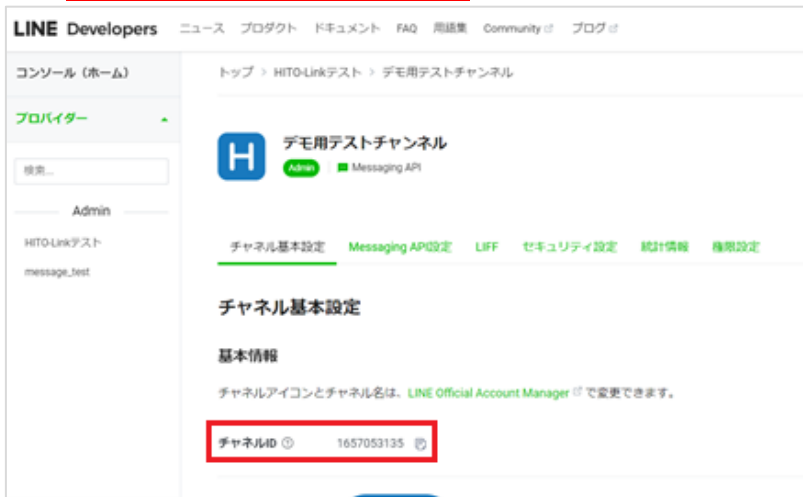 LINE Developers ニュース プロダクト ドキュメント FAQ 用語集 Community ブログ
コンソール（ホーム）
トップ > HITO-Linkテスト > デモ用テストチャンネル
プロバイダー
H
デモ用テストチャンネル
Admin Messaging API
検索...
Admin
HITO-Linkテスト
message_test
チャネル基本設定 Messaging API設定 LIFF セキュリティ設定 統計情報 権限設定
チャネル基本設定
基本情報
チャネルアイコンとチャネル名は、LINE Official Account Manager で変更できます。
チャネルID ? 1657053135